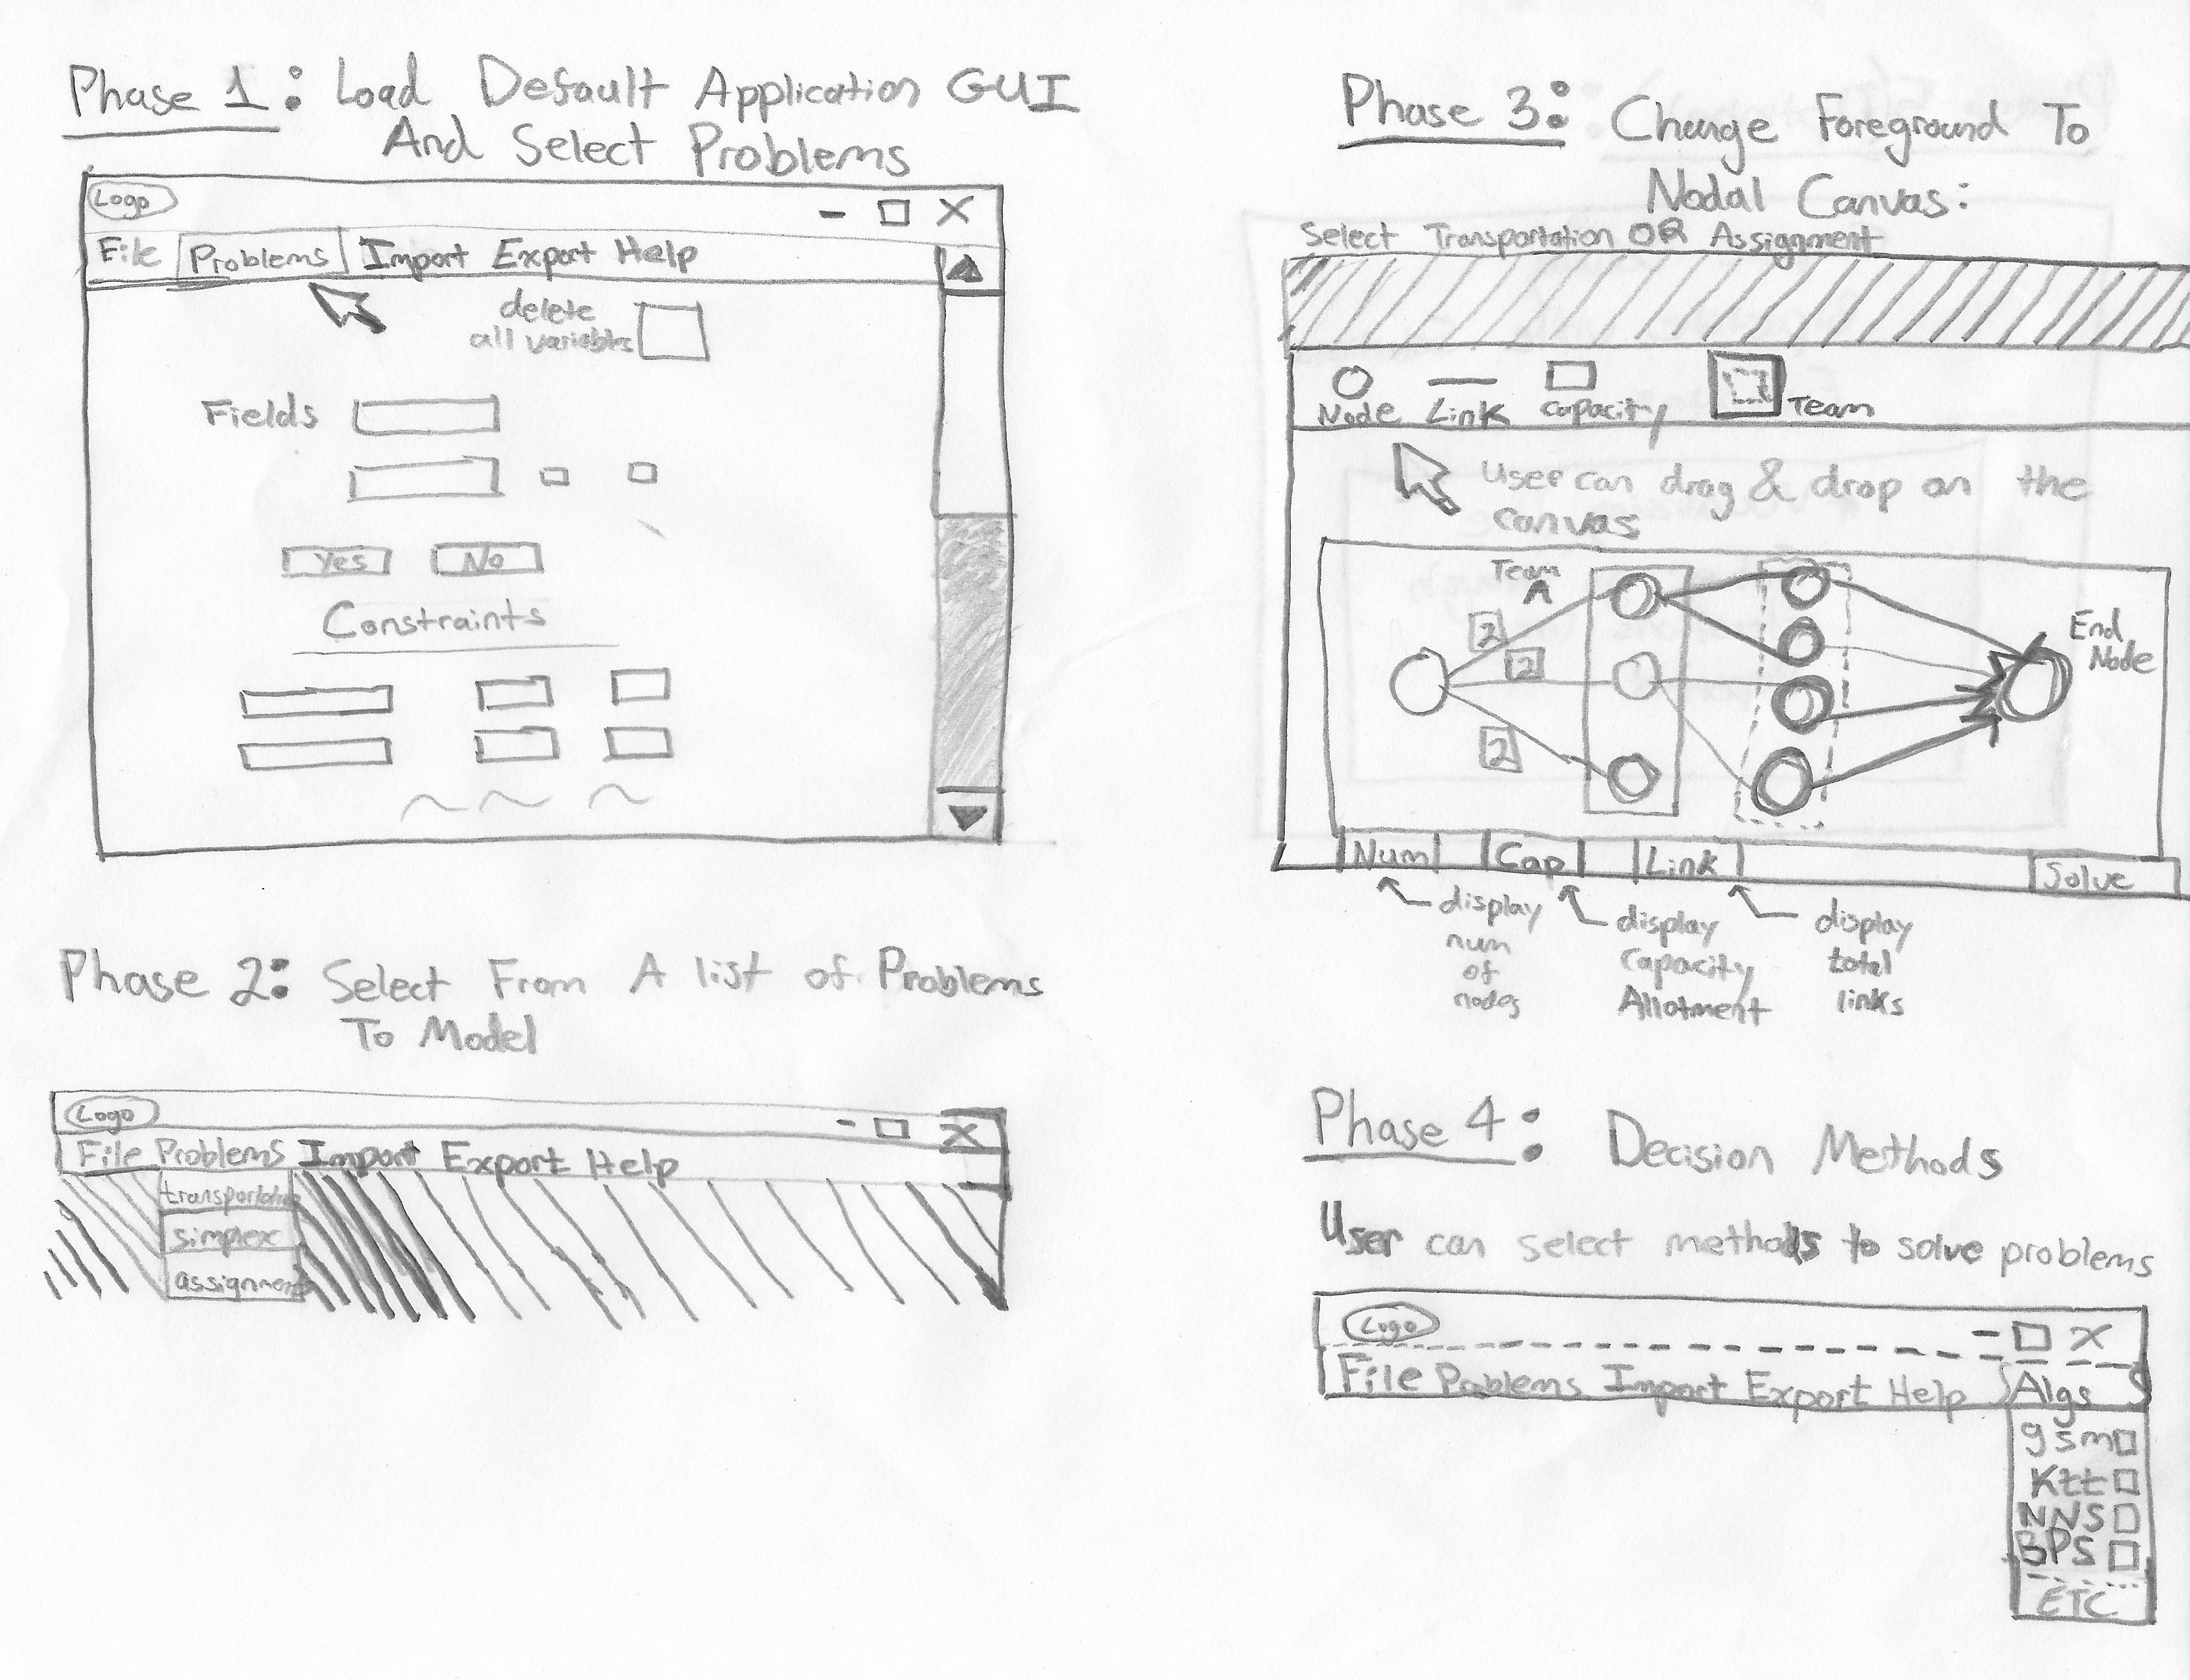 Phase 1: Load Default Application GUI
And Select Problems
Logo
File Problems Import Export Help
delete
all variables
Fields
Yes No
Constraints
Phase 2: Select From A list of Problems
To Model
Logo
File Problems Import Export Help
simplex
assignment
Phase 3: Change Foreground To
Nodal Canvas:
Select Transportation OR Assignment
Node Link Capacity Team
User can drag & drop on the
canvas
Team
A
2
2
2
End
Node
Num Cap Link Solve
display
num
of
nodes
display
Capacity
Allotment
display
total
links
Phase 4: Decision Methods
User can select methods to solve problems
Logo
File Problems Import Export Help Algs
gsm
Ktt
NNS
BPS
ETC